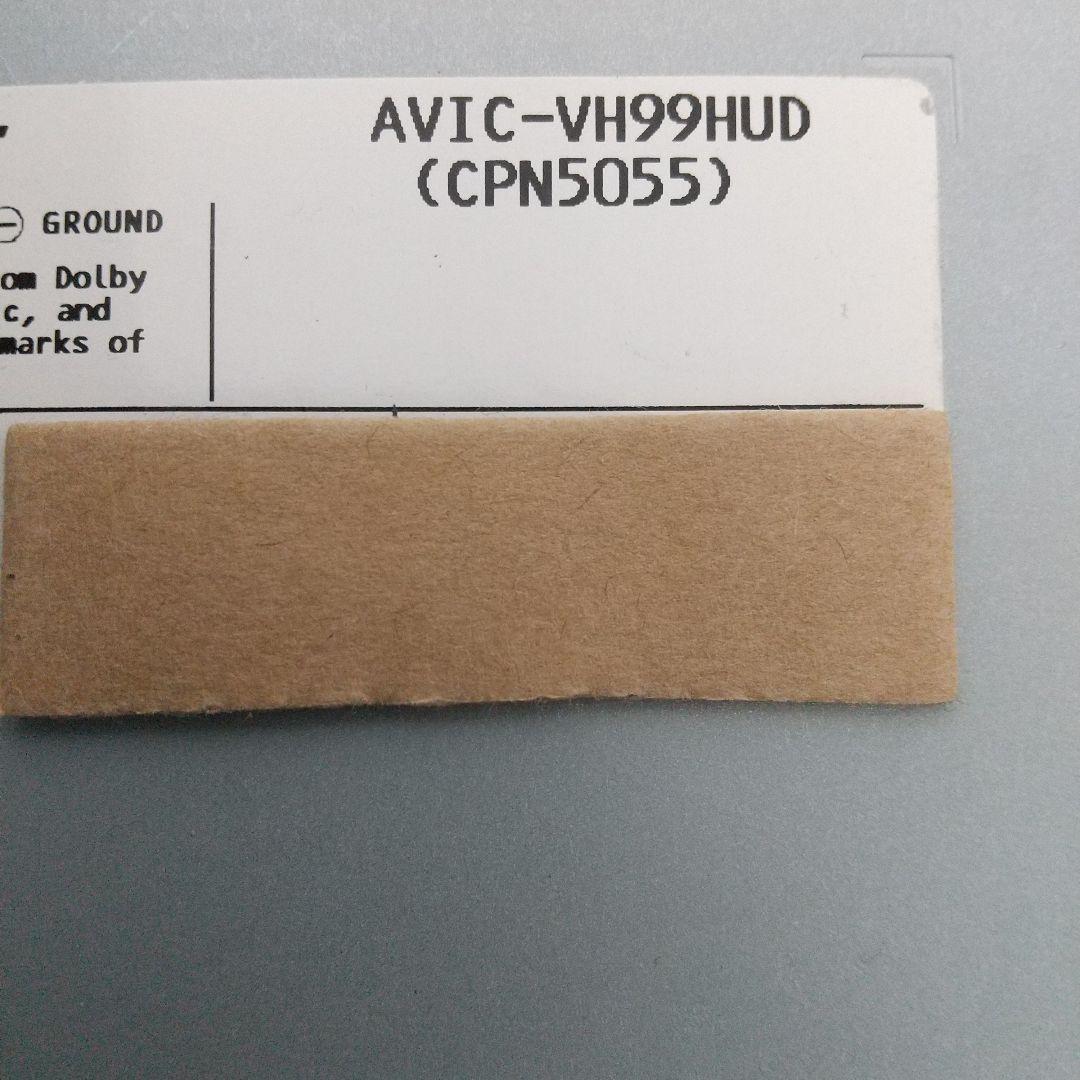 AVIC-VH99HUD
(CPN5055)
GROUND
om Dolby
c, and
marks of